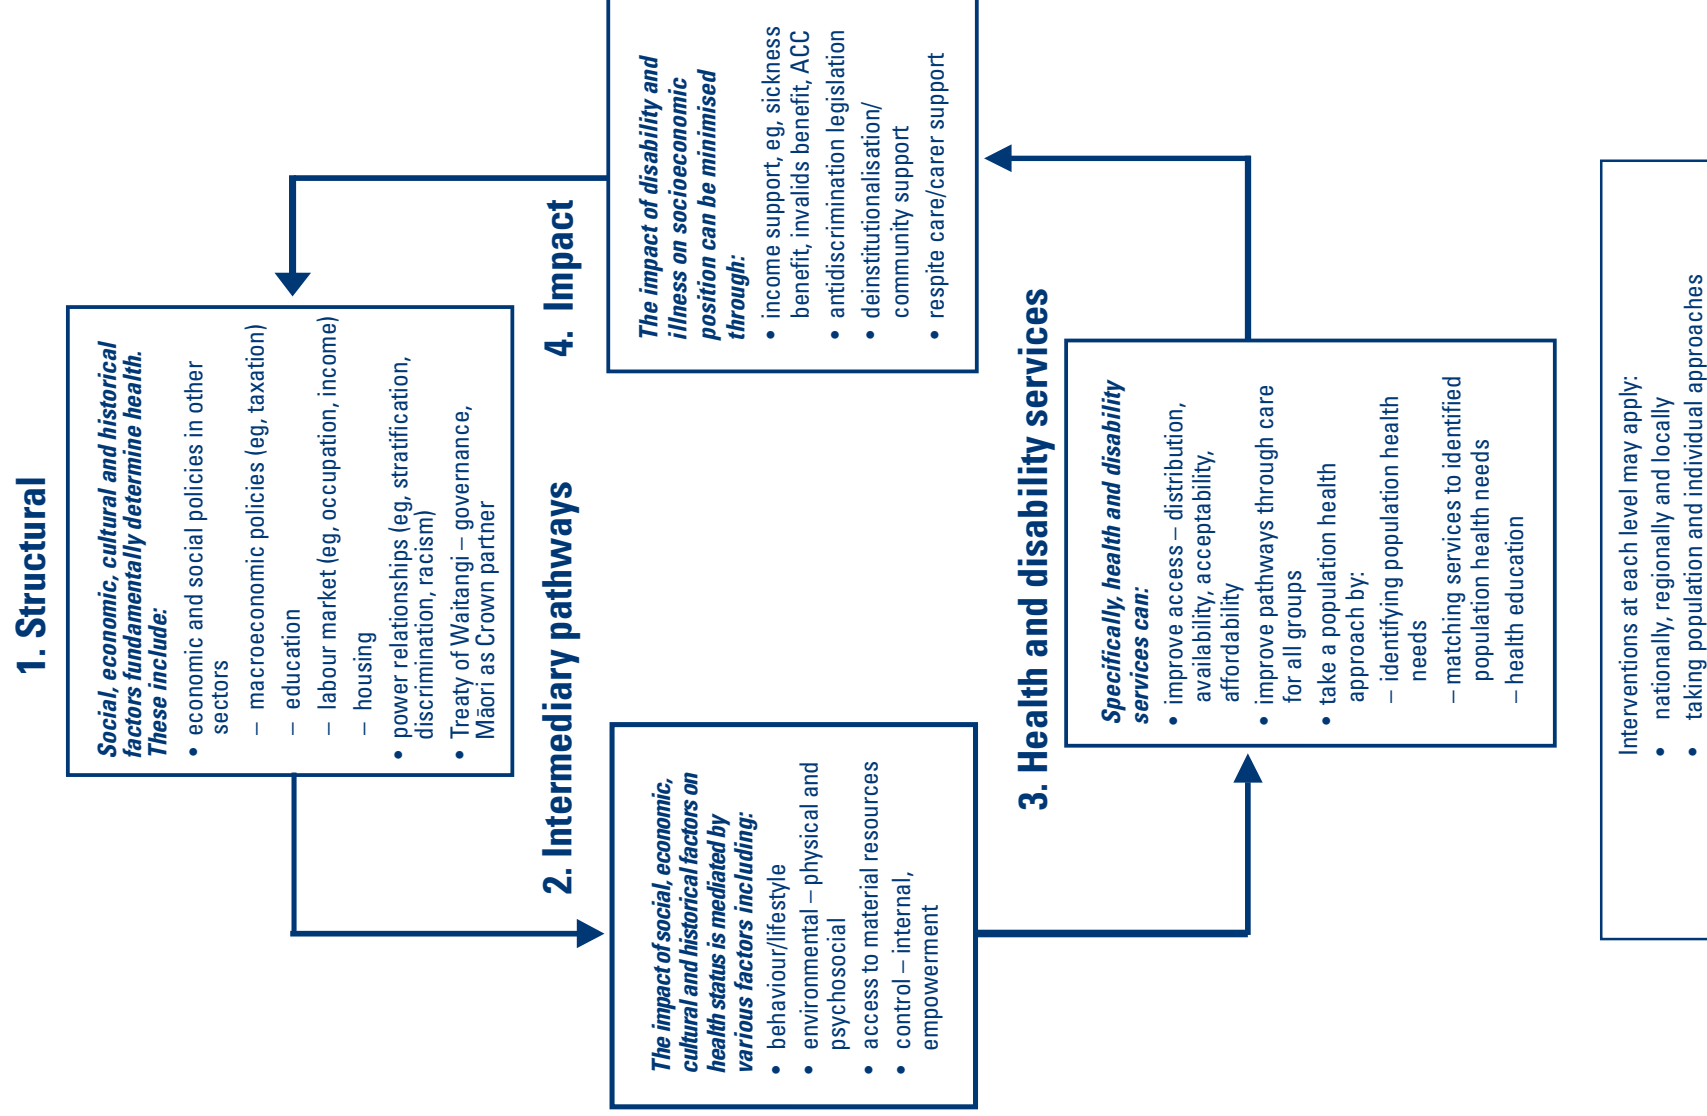 1. Structural
Social, economic, cultural and historical
factors fundamentally determine health.
These include:
• economic and social policies in other
sectors
– macroeconomic policies (eg, taxation)
– education
– labour market (eg, occupation, income)
– housing
• power relationships (eg, stratification,
discrimination, racism)
• Treaty of Waitangi – governance,
Māori as Crown partner
2. Intermediary pathways
The impact of social, economic,
cultural and historical factors on
health status is mediated by
various factors including:
• behaviour/lifestyle
• environmental – physical and
psychosocial
• access to material resources
• control – internal,
empowerment
3. Health and disability services
Specifically, health and disability
services can:
• improve access – distribution,
availability, acceptability,
affordability
• improve pathways through care
for all groups
• take a population health
approach by:
– identifying population health
needs
– matching services to identified
population health needs
– health education
4. Impact
The impact of disability and
illness on socioeconomic
position can be minimised
through:
• income support, eg, sickness
benefit, invalids benefit, ACC
• antidiscrimination legislation
• deinstitutionalisation/
community support
• respite care/carer support
Interventions at each level may apply:
• nationally, regionally and locally
• taking population and individual approaches